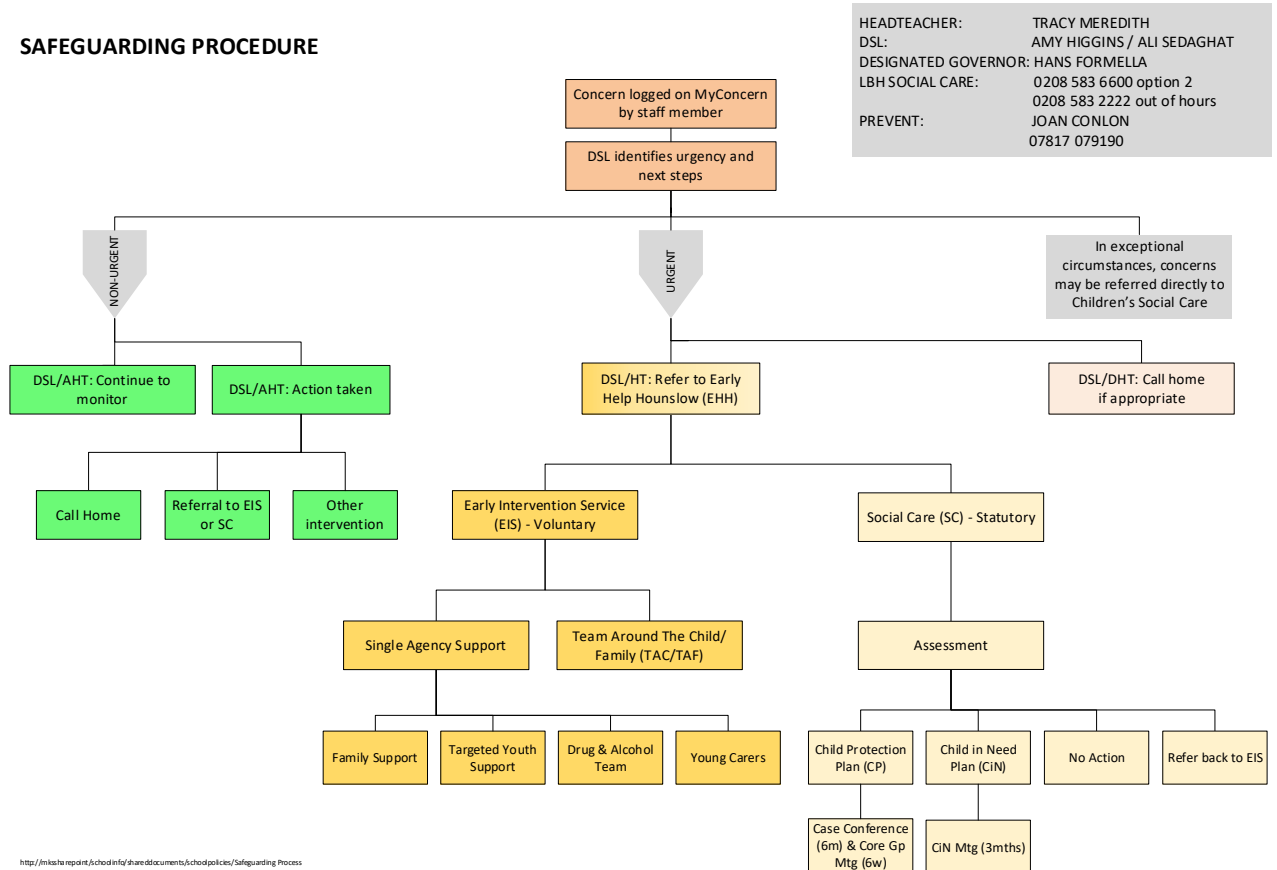 SAFEGUARDING PROCEDURE
HEADTEACHER: TRACY MEREDITH
DSL: AMY HIGGINS / ALI SEDAGHAT
DESIGNATED GOVERNOR: HANS FORMELLA
LBH SOCIAL CARE: 0208 583 6600 option 2
0208 583 2222 out of hours
PREVENT: JOAN CONLON
07817 079190
Concern logged on MyConcern
by staff member
DSL identifies urgency and
next steps
NON-URGENT
URGENT
In exceptional
circumstances, concerns
may be referred directly to
Children's Social Care
DSL/AHT: Continue to
monitor
DSL/AHT: Action taken
DSL/HT: Refer to Early
Help Hounslow (EHH)
DSL/DHT: Call home
if appropriate
Call Home
Referral to EIS
or SC
Other
intervention
Early Intervention Service
(EIS) - Voluntary
Social Care (SC) - Statutory
Single Agency Support
Team Around The Child/
Family (TAC/TAF)
Assessment
Family Support
Targeted Youth
Support
Drug & Alcohol
Team
Young Carers
Child Protection
Plan (CP)
Child in Need
Plan (CiN)
No Action
Refer back to EIS
Case Conference
(6m) & Core Gp
Mtg (6w)
CiN Mtg (3mths)
http://mkssharepoint/schoolinfo/shareddocuments/schoolpolicies/Safeguarding Process